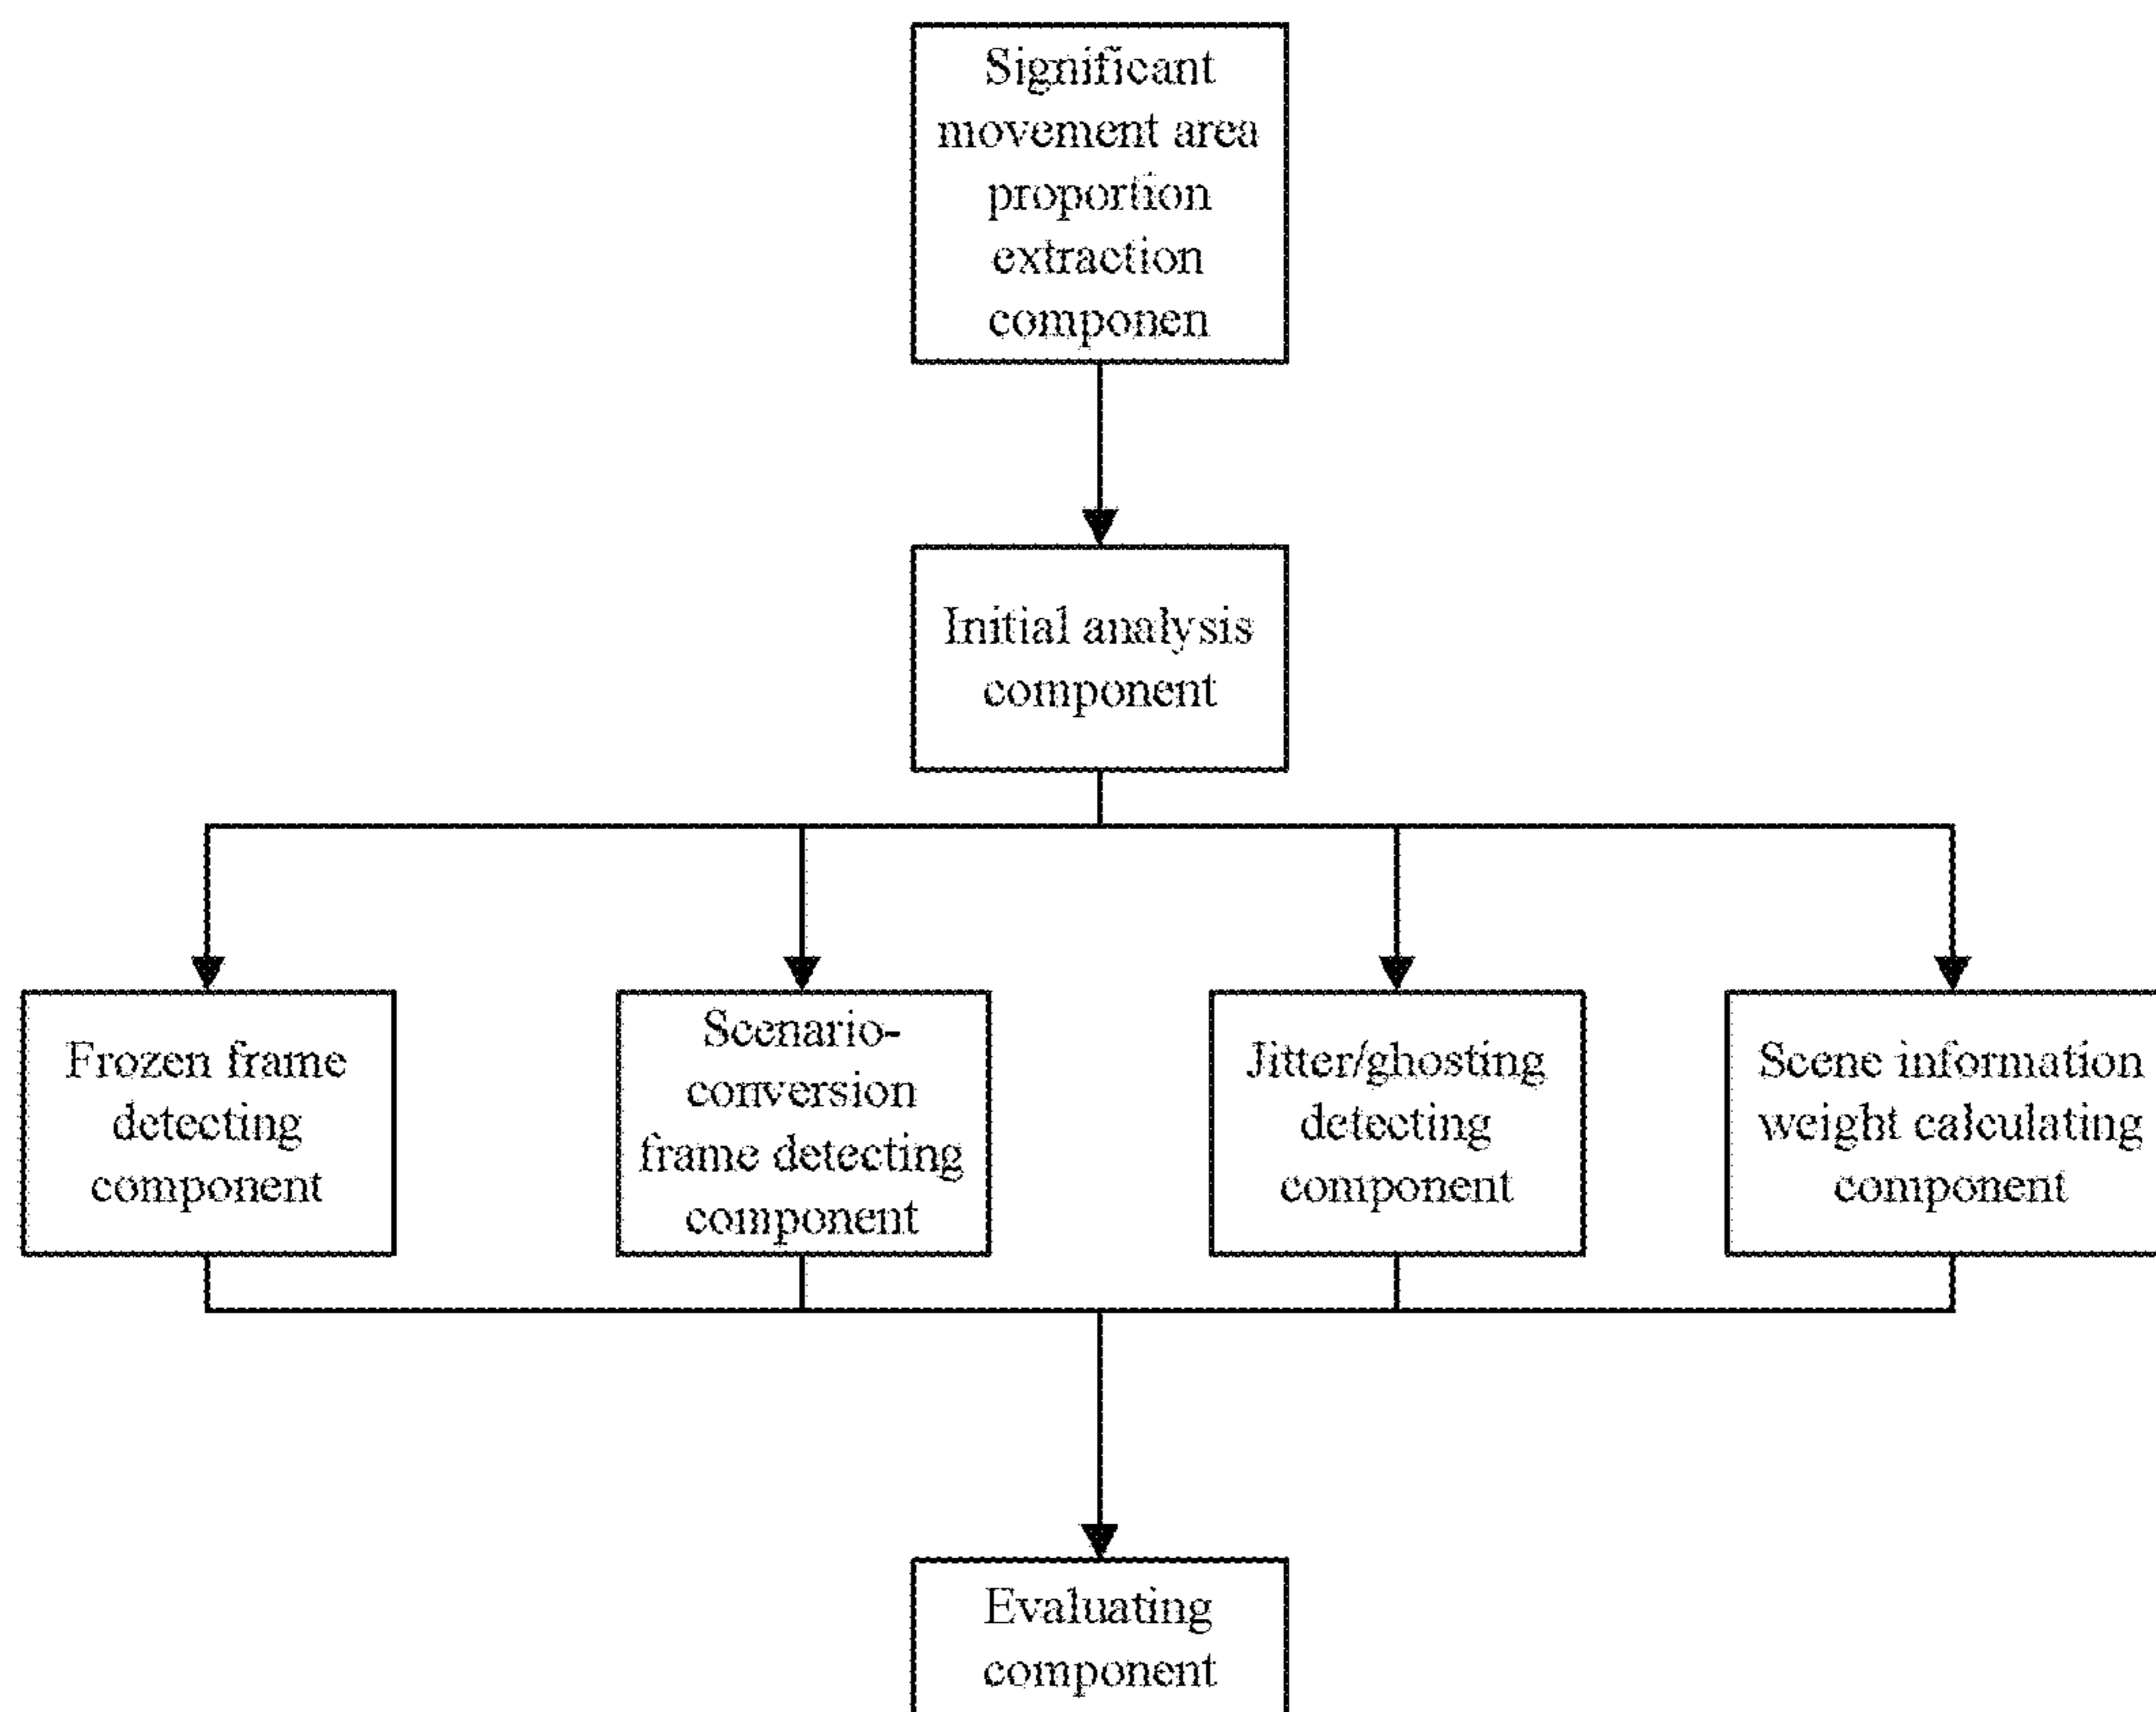 Significant
movement area
proportion
extraction
componen
Initial analysis
component
Frozen frame
detecting
component
Scenario-
conversion
frame detecting
component
Jitter/ghosting
detecting
component
Scene information
weight calculating
component
Evaluating
component